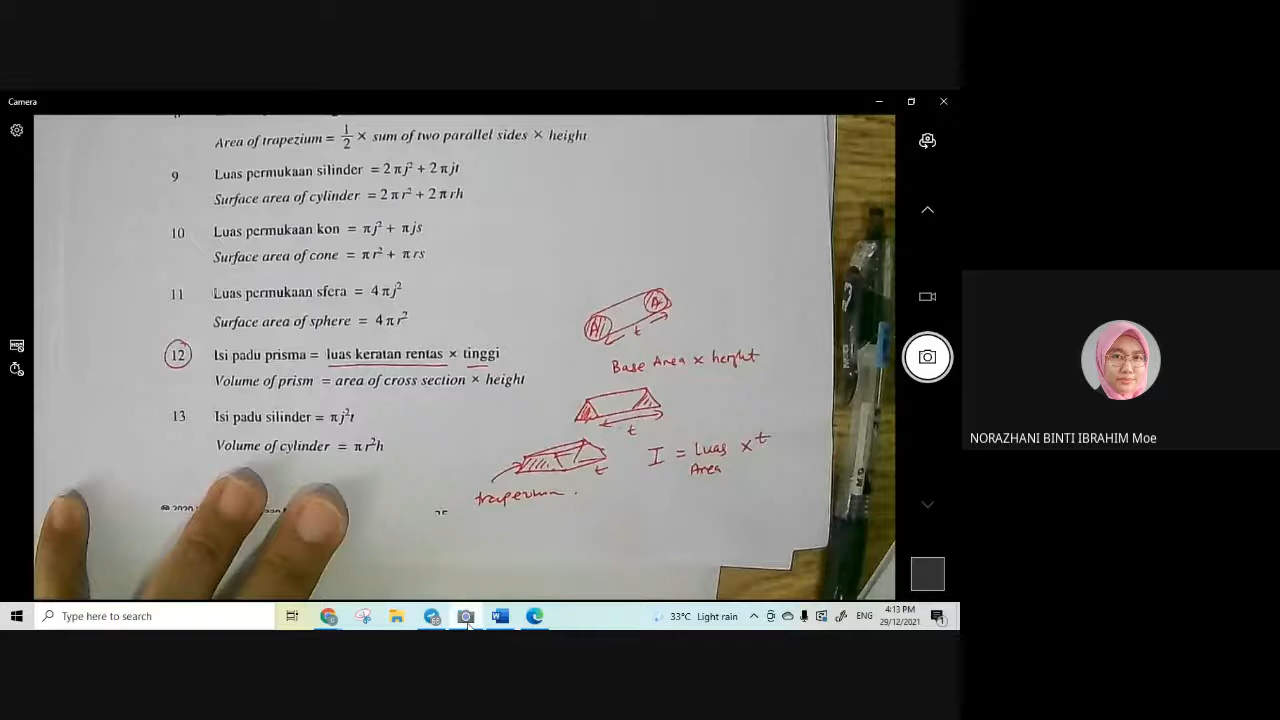 Camera
Area of trapezium = 1/2 × sum of two parallel sides × height
9 Luas permukaan silinder = 2πj² + 2πjt
Surface area of cylinder = 2πr² + 2πrh
10 Luas permukaan kon = πj² + πjs
Surface area of cone = πr² + πrs
11 Luas permukaan sfera = 4πj²
Surface area of sphere = 4πr²
12 Isi padu prisma = luas keratan rentas × tinggi
Volume of prism = area of cross section × height
13 Isi padu silinder = πj²t
Volume of cylinder = πr²h
A A
t
Base Area × height
t
I = luas × t
Area
t
trapezium.
NORAZHANI BINTI IBRAHIM Moe
Type here to search
33°C Light rain
ENG
4:13 PM
29/12/2021